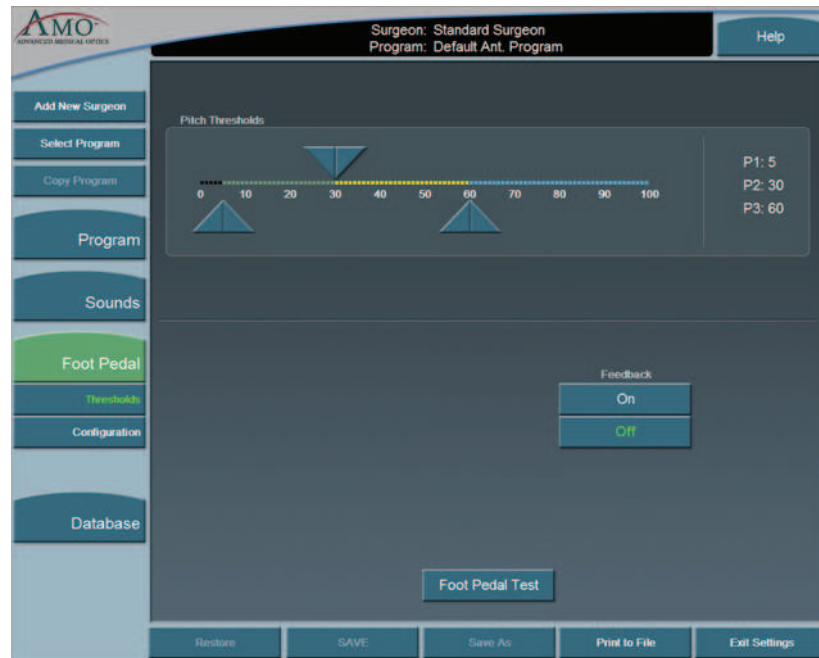 AMO
ADVANCED MEDICAL OPTICS
Surgeon: Standard Surgeon
Program: Default Ant. Program
Help
Add New Surgeon
Select Program
Copy Program
Program
Sounds
Foot Pedal
Thresholds
Configuration
Database
Pitch Thresholds
0 10 20 30 40 50 60 70 80 90 100
P1: 5
P2: 30
P3: 60
Feedback
On
Off
Foot Pedal Test
Restore
SAVE
Save As
Print to File
Exit Settings